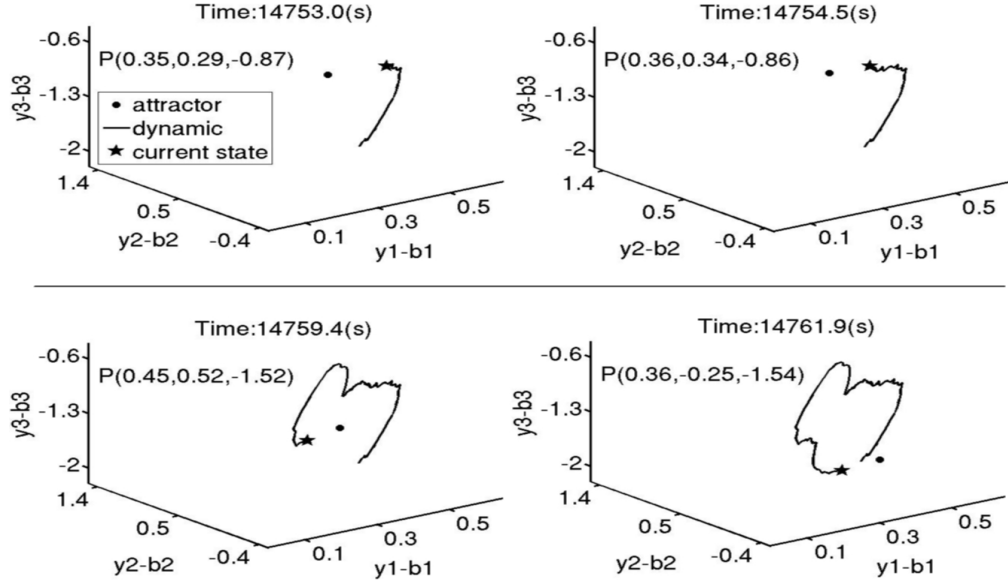 Time:14753.0(s)
-0.6
P(0.35,0.29,-0.87)
y3-b3
-1.3
attractor
dynamic
-2
current state
1.4
0.5
y2-b2
-0.4
0.1
0.3
0.5
y1-b1
Time:14754.5(s)
-0.6
P(0.36,0.34,-0.86)
y3-b3
-1.3
-2
1.4
0.5
y2-b2
-0.4
0.1
0.3
0.5
y1-b1
Time:14759.4(s)
-0.6
P(0.45,0.52,-1.52)
y3-b3
-1.3
-2
1.4
0.5
y2-b2
-0.4
0.1
0.3
0.5
y1-b1
Time:14761.9(s)
-0.6
P(0.36,-0.25,-1.54)
y3-b3
-1.3
-2
1.4
0.5
y2-b2
-0.4
0.1
0.3
0.5
y1-b1